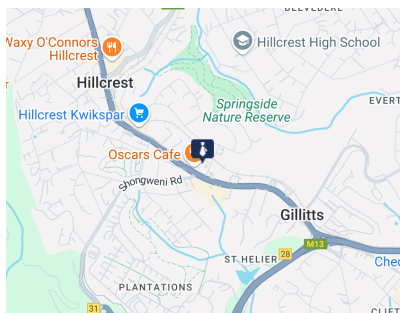 BELVEDERE
Waxy O'Connors
Hillcrest
Hillcrest High School
Hillcrest
Springside
Nature Reserve
EVERT
Hillcrest Kwikspar
Oscars Cafe
Shongweni Rd
Gillitts
M13
ST HELIER
28
Chec
PLANTATIONS
31
CLIFT